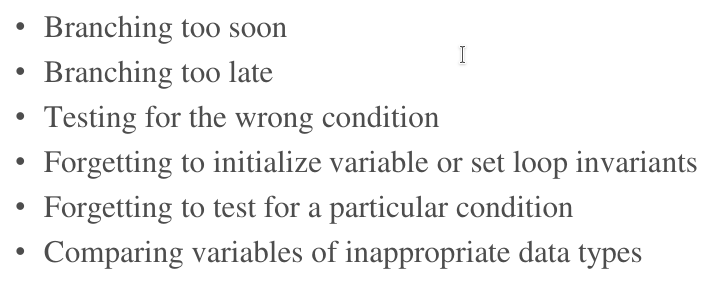 • Branching too soon
• Branching too late
• Testing for the wrong condition
• Forgetting to initialize variable or set loop invariants
• Forgetting to test for a particular condition
• Comparing variables of inappropriate data types